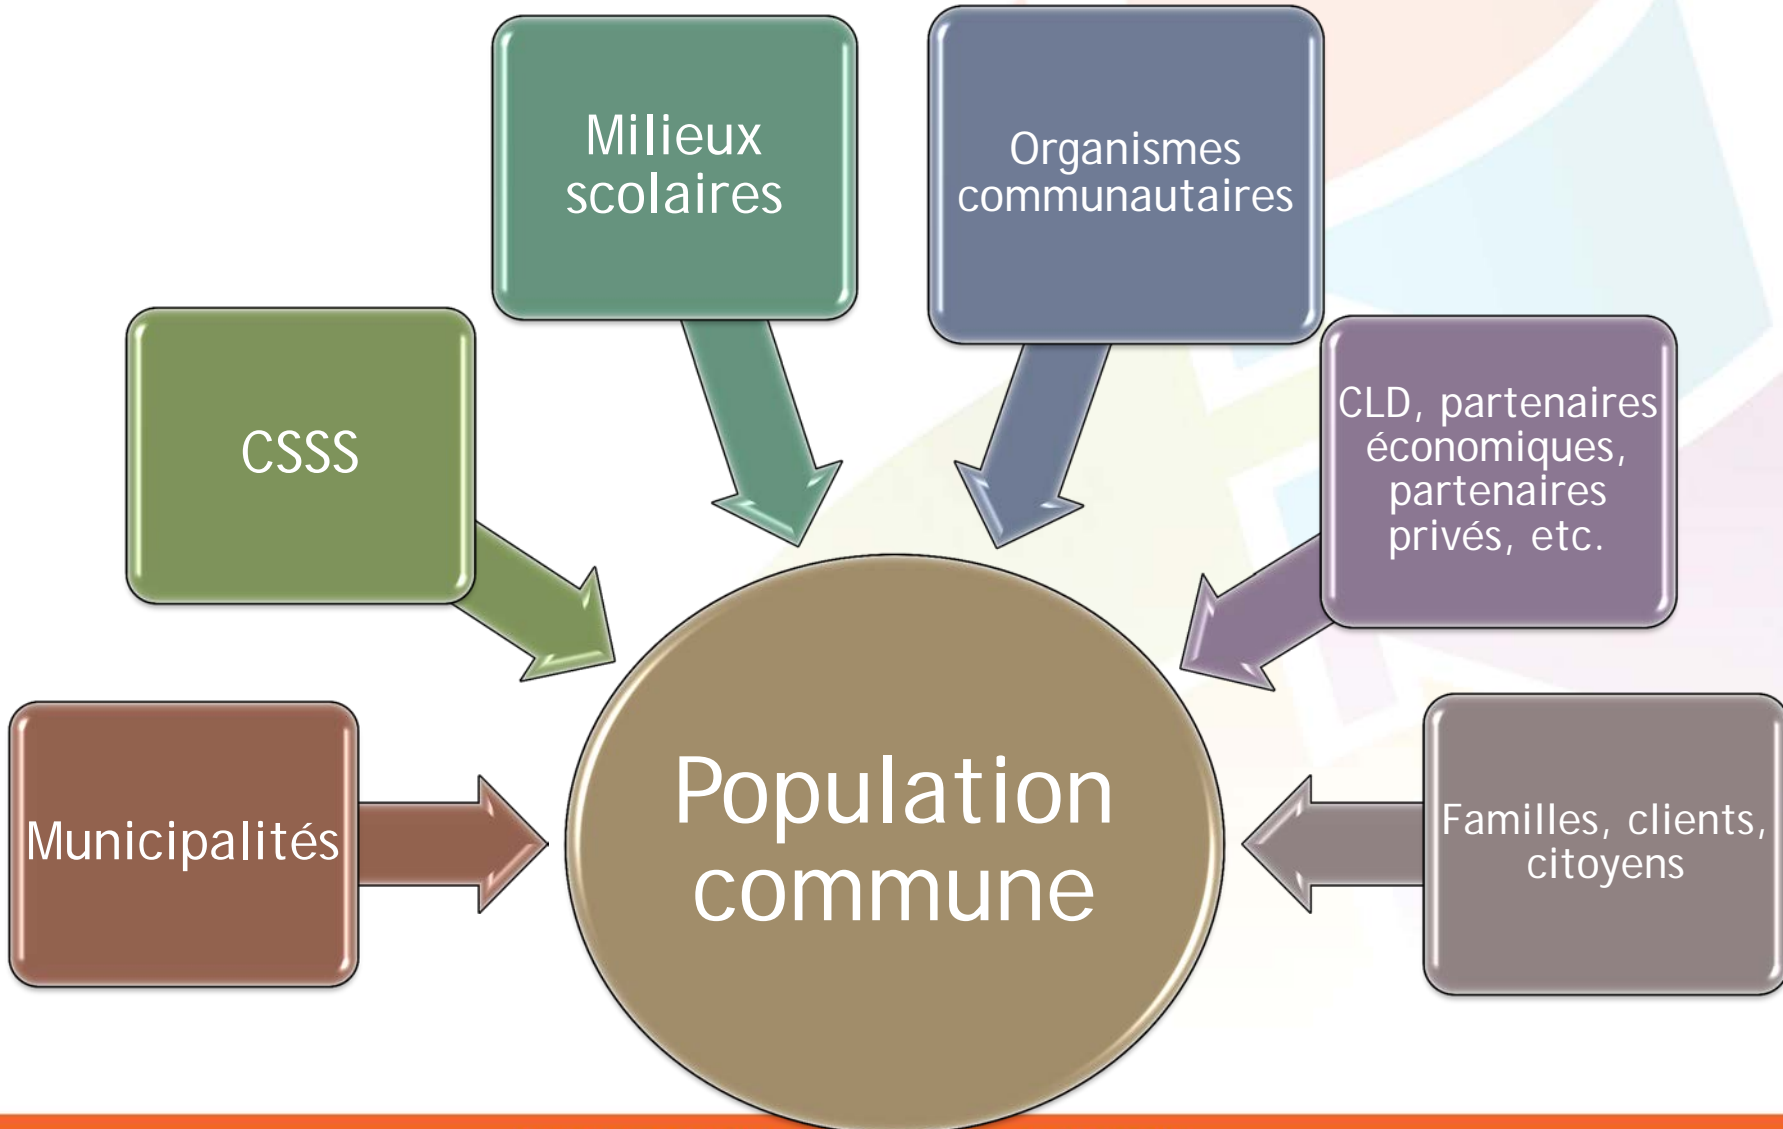 Milieux
scolaires
Organismes
communautaires
CSSS
CLD, partenaires
économiques,
partenaires
privés, etc.
Municipalités
Population
commune
Familles, clients,
citoyens